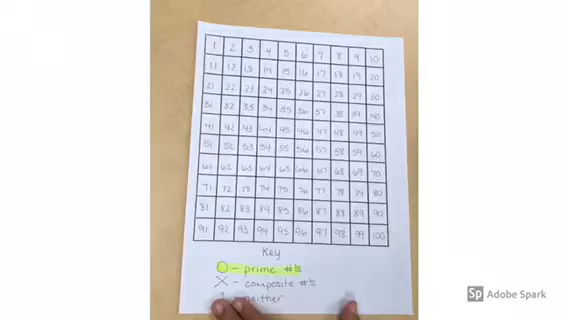 1 2 3 4 5 6 7 8 9 10
11 12 13 14 15 16 17 18 19 20
21 22 23 24 25 26 27 28 29 30
31 32 33 34 35 36 37 38 39 40
41 42 43 44 45 46 47 48 49 50
51 52 53 54 55 56 57 58 59 60
61 62 63 64 65 66 67 68 69 70
71 72 73 74 75 76 77 78 79 80
81 82 83 84 85 86 87 88 89 90
91 92 93 94 95 96 97 98 99 100
Key
O - prime #'s
X - composite #'s
neither
Sp Adobe Spark